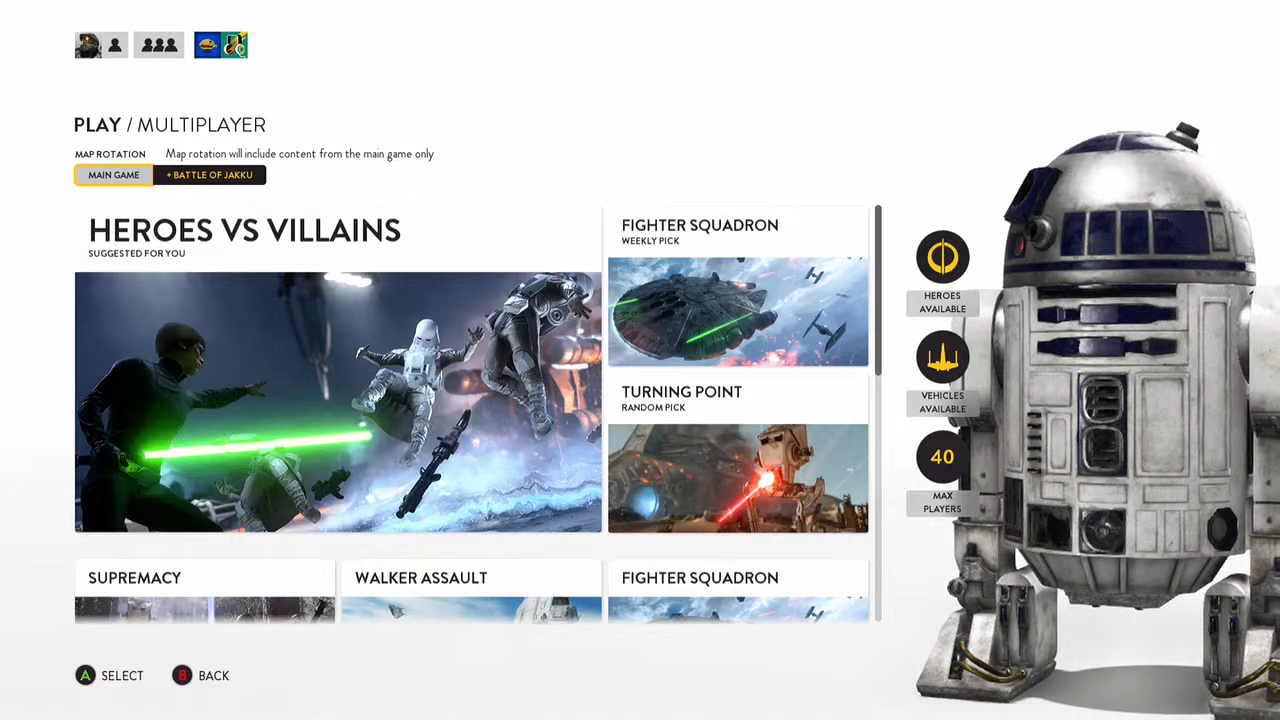 PLAY / MULTIPLAYER
MAP ROTATION Map rotation will include content from the main game only
MAIN GAME + BATTLE OF JAKKU
HEROES VS VILLAINS
SUGGESTED FOR YOU
FIGHTER SQUADRON
WEEKLY PICK
TURNING POINT
RANDOM PICK
SUPREMACY
WALKER ASSAULT
FIGHTER SQUADRON
HEROES
AVAILABLE
VEHICLES
AVAILABLE
40
MAX
PLAYERS
A SELECT B BACK